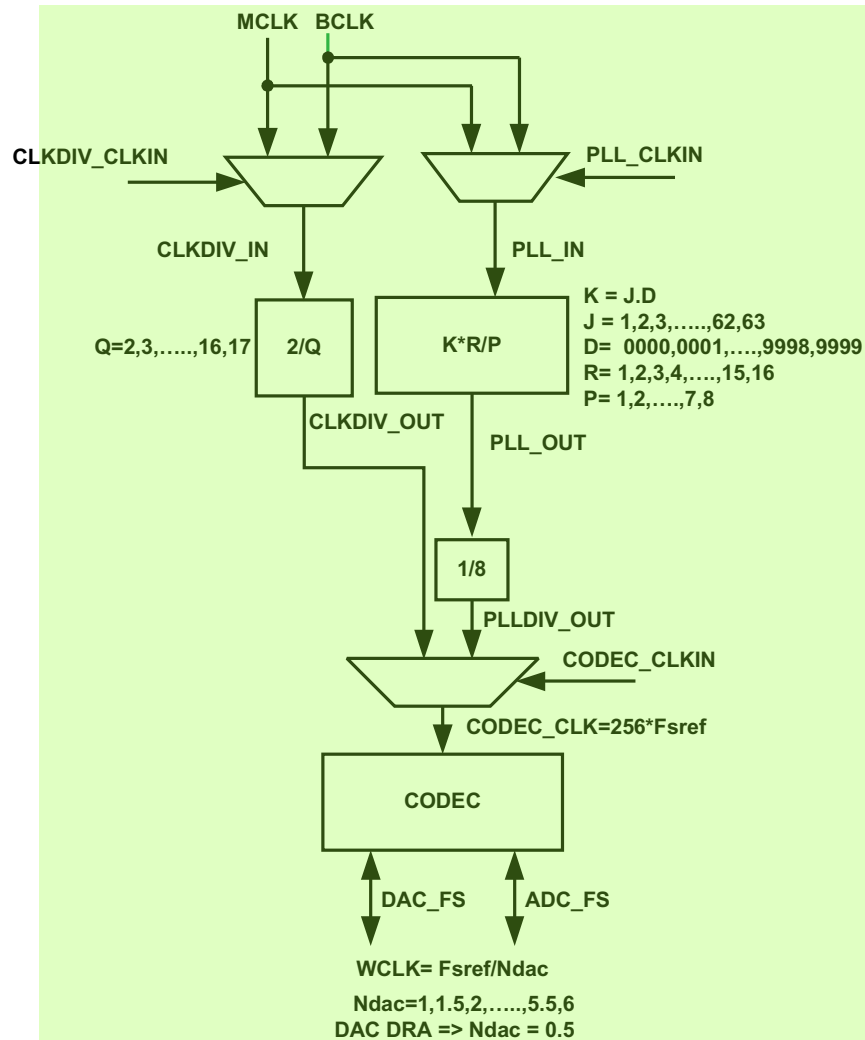 MCLK BCLK
CLKDIV_CLKIN
PLL_CLKIN
CLKDIV_IN
PLL_IN
Q=2,3,.....,16,17
2/Q
K*R/P
K = J.D
J = 1,2,3,.....,62,63
D= 0000,0001,....,9998,9999
R= 1,2,3,4,....,15,16
P= 1,2,....,7,8
CLKDIV_OUT
PLL_OUT
1/8
PLLDIV_OUT
CODEC_CLKIN
CODEC_CLK=256*Fsref
CODEC
DAC_FS
ADC_FS
WCLK= Fsref/Ndac
Ndac=1,1.5,2,.....,5.5,6
DAC DRA => Ndac = 0.5